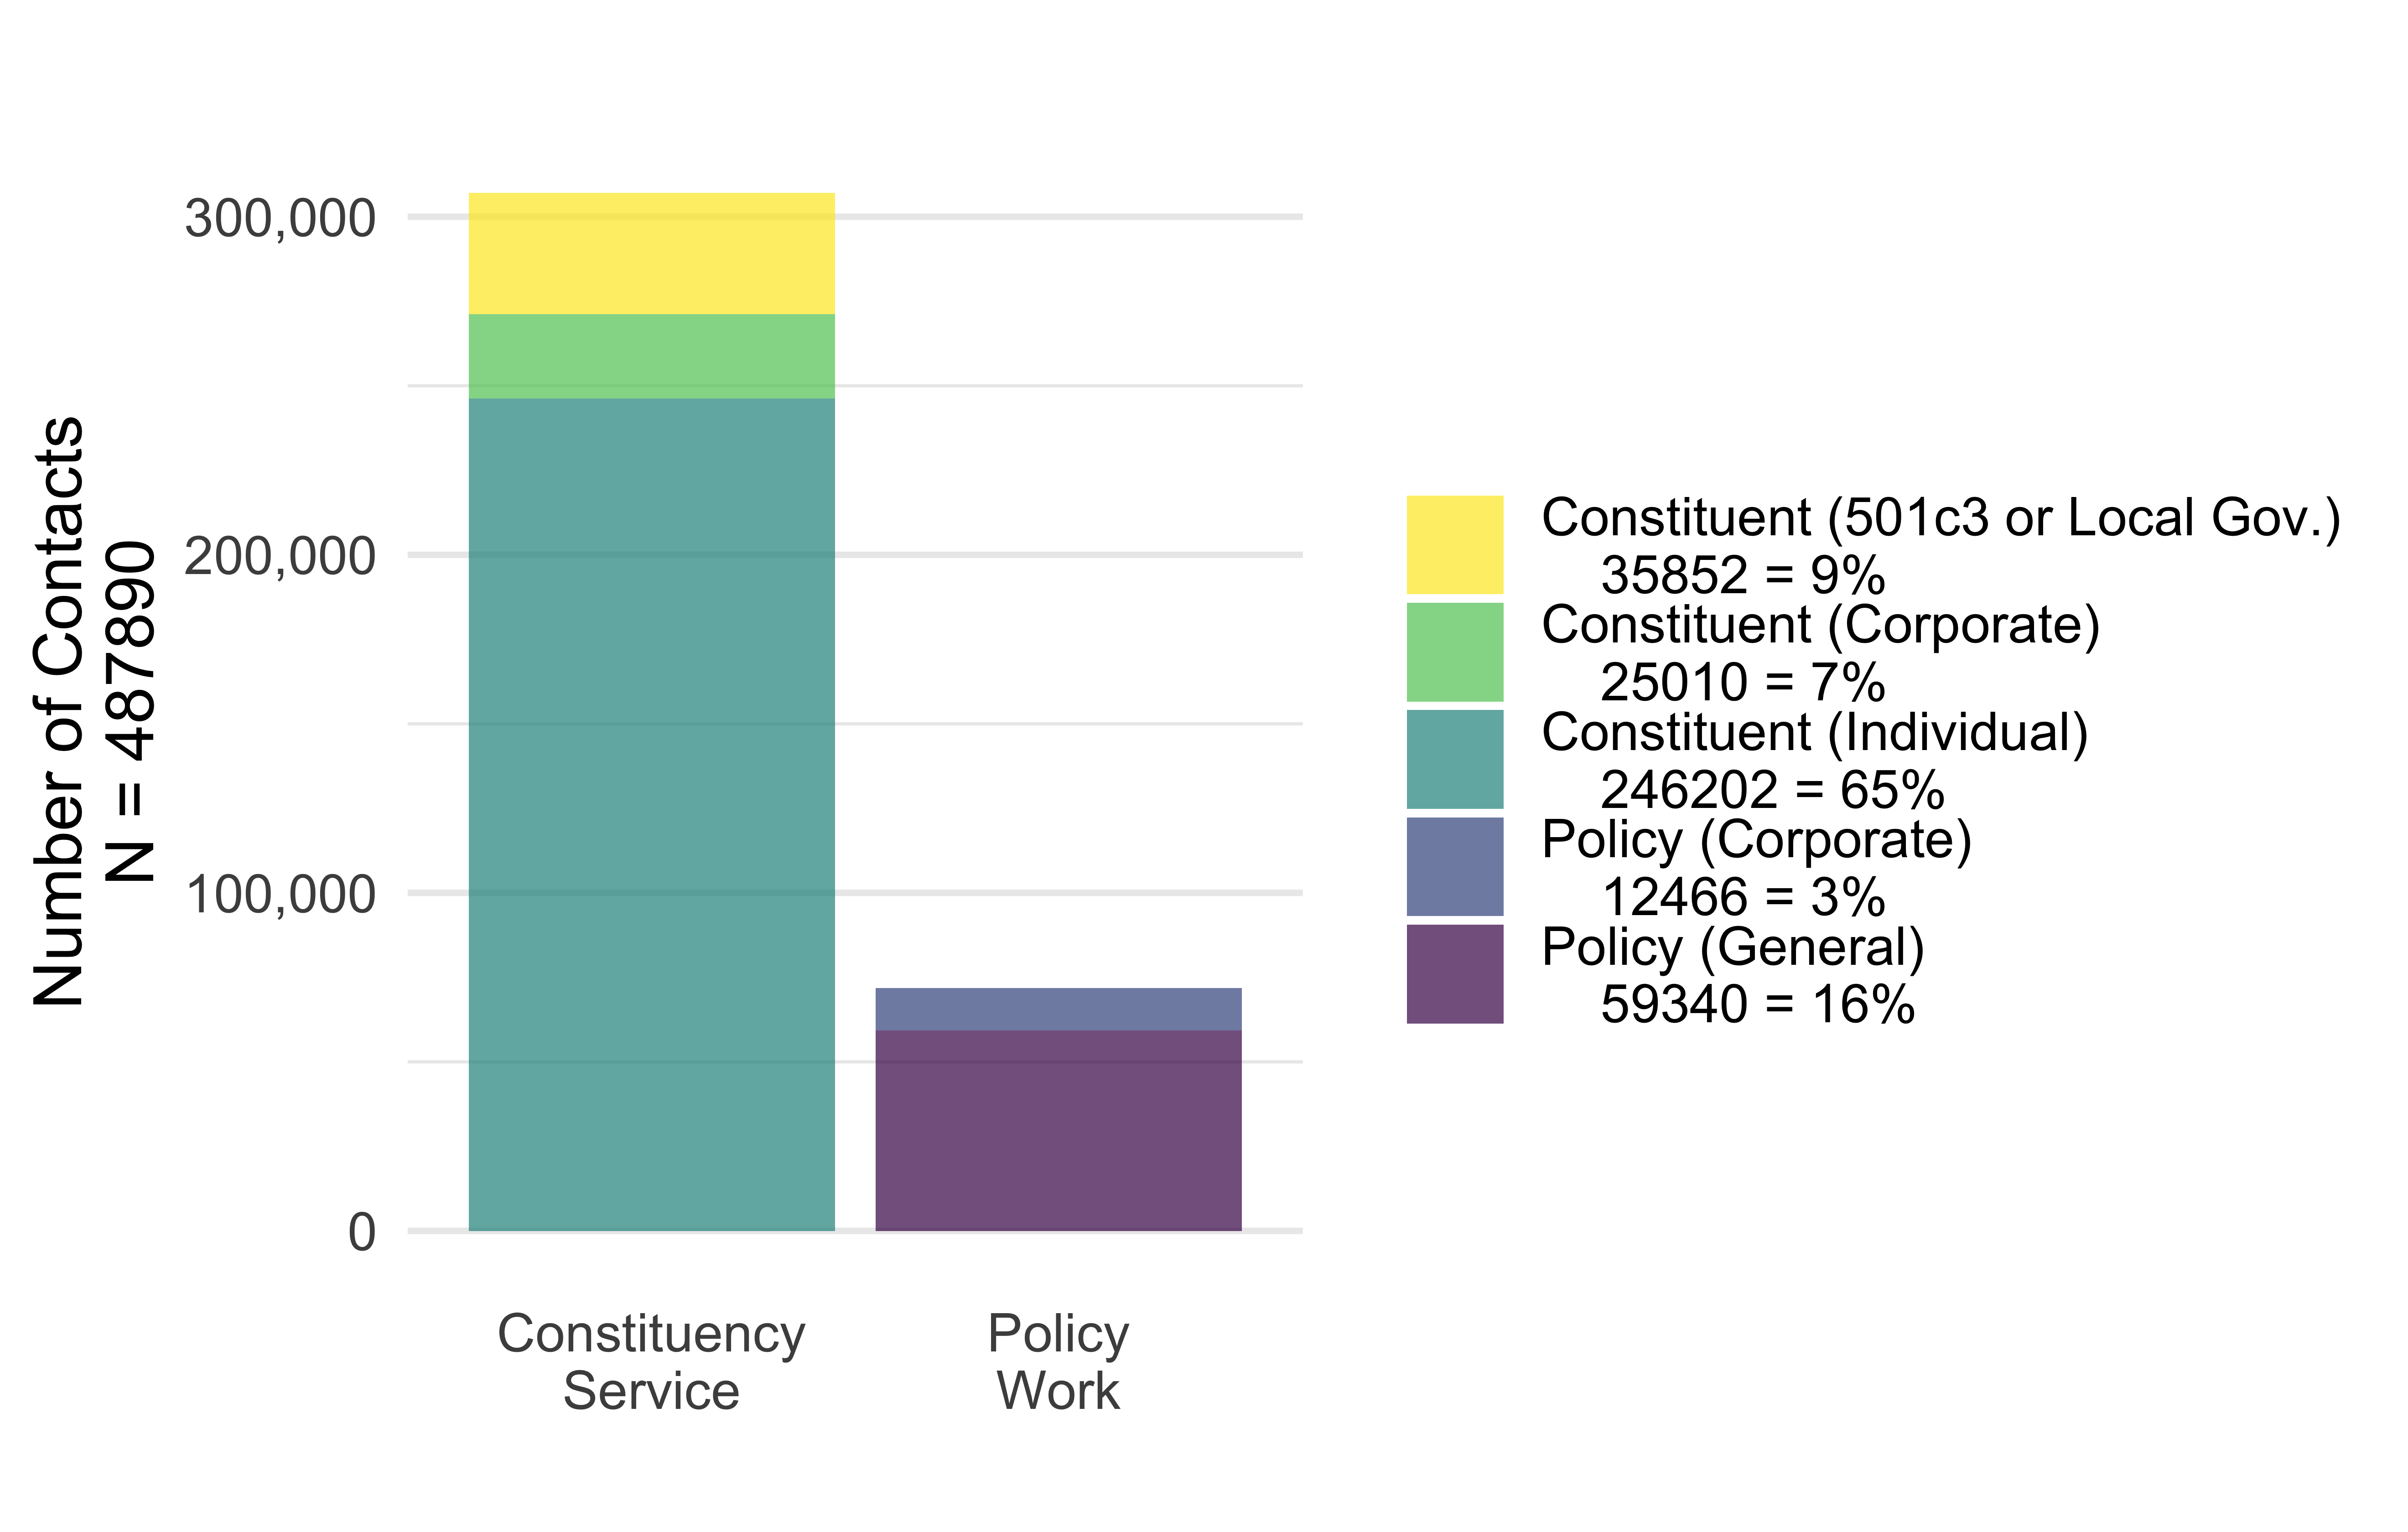 Number of Contacts
N = 487890
300,000
200,000
100,000
0
Constituency
Service
Policy
Work
Constituent (501c3 or Local Gov.)
35852 = 9%
Constituent (Corporate)
25010 = 7%
Constituent (Individual)
246202 = 65%
Policy (Corporate)
12466 = 3%
Policy (General)
59340 = 16%